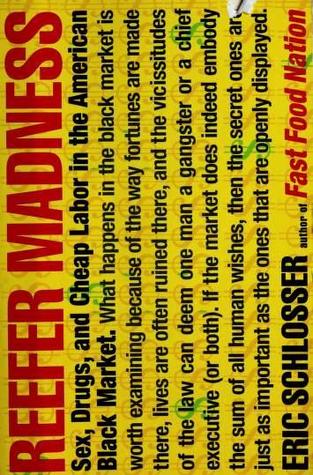 REEFER MADNESS
Sex, Drugs, and Cheap Labor in the American
Black Market. What happens in the black market is
worth examining because of the way fortunes are made
there, lives are often ruined there, and the vicissitudes
of the law can deem one man a gangster or a chief
executive (or both). If the market does indeed embody
the sum of all human wishes, then the secret ones are
just as important as the ones that are openly displayed.
ERIC SCHLOSSER author of Fast Food Nation